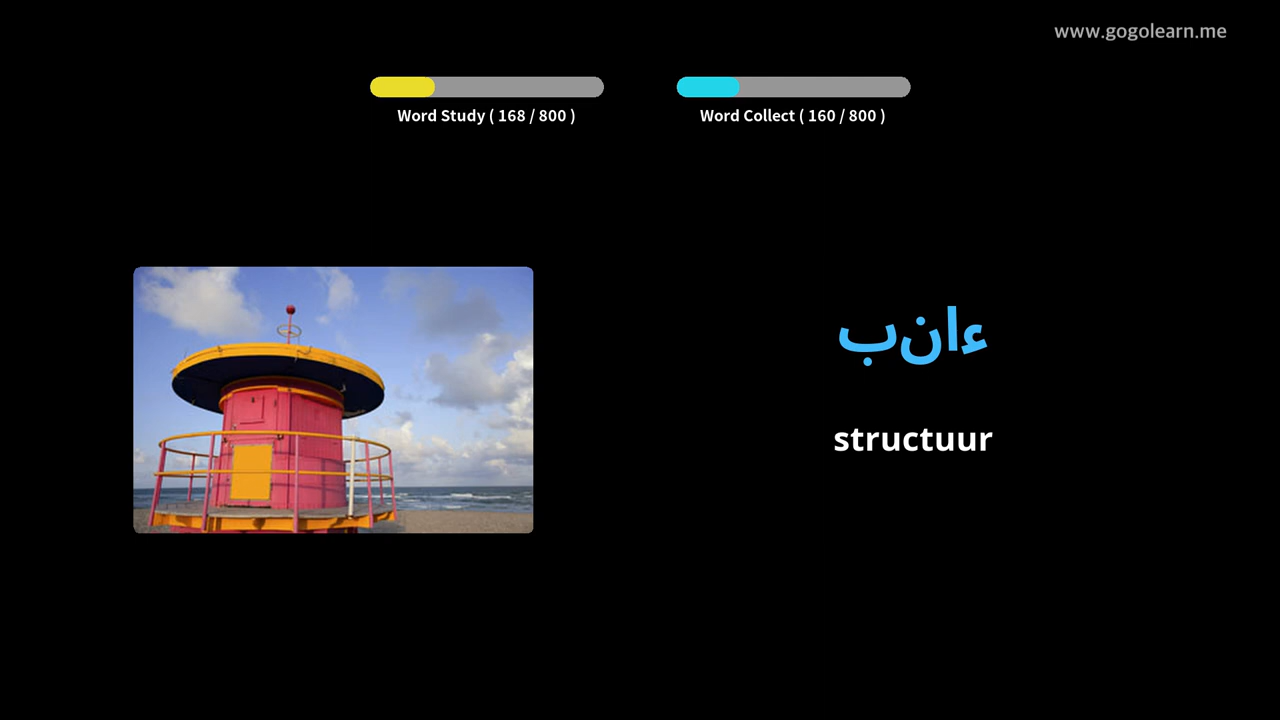 www.gogolearn.me
Word Study ( 168 / 800 )
Word Collect ( 160 / 800 )
بناء
structuur